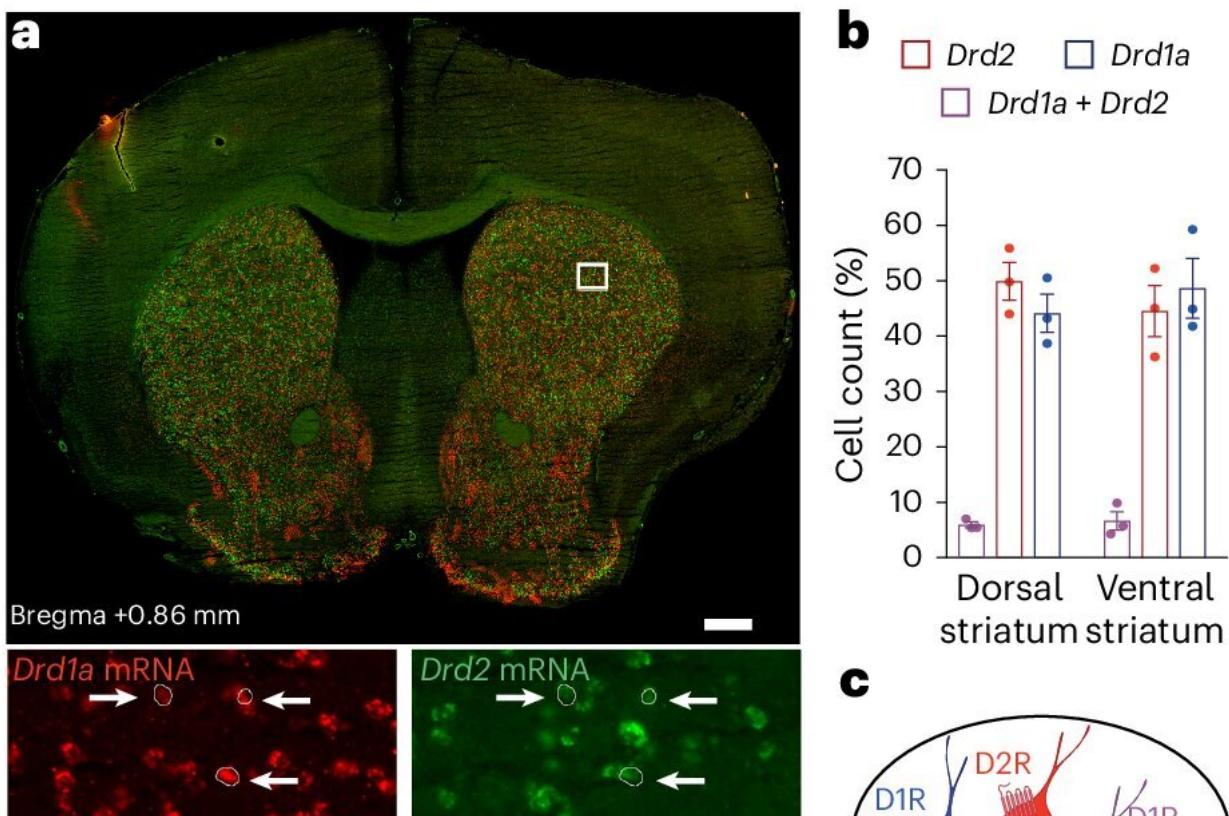 a
Bregma +0.86 mm
Drd1a mRNA
Drd2 mRNA
b
Drd2
Drd1a
Drd1a + Drd2
Cell count (%)
70
60
50
40
30
20
10
0
Dorsal striatum
Ventral striatum
c
D1R
D2R
D1R